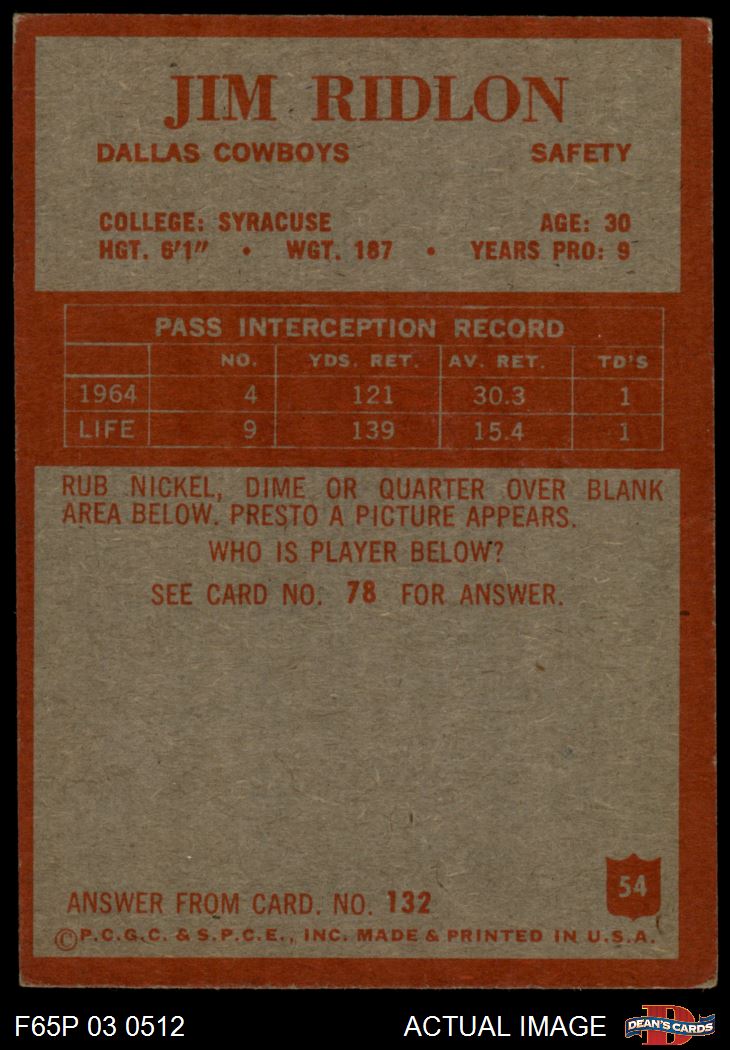 JIM RIDLON
DALLAS COWBOYS SAFETY
COLLEGE: SYRACUSE AGE: 30
HGT. 6'1" • WGT. 187 • YEARS PRO: 9
PASS INTERCEPTION RECORD
NO. YDS. RET. AV. RET. TD'S
1964 4 121 30.3 1
LIFE 9 139 15.4 1
RUB NICKEL, DIME OR QUARTER OVER BLANK
AREA BELOW. PRESTO A PICTURE APPEARS.
WHO IS PLAYER BELOW?
SEE CARD NO. 78 FOR ANSWER.
54
ANSWER FROM CARD. NO. 132
©P.C.G.C. & S.P.C.E., INC. MADE & PRINTED IN U.S.A.
F65P 03 0512 ACTUAL IMAGE
D
DEAN'S CARDS